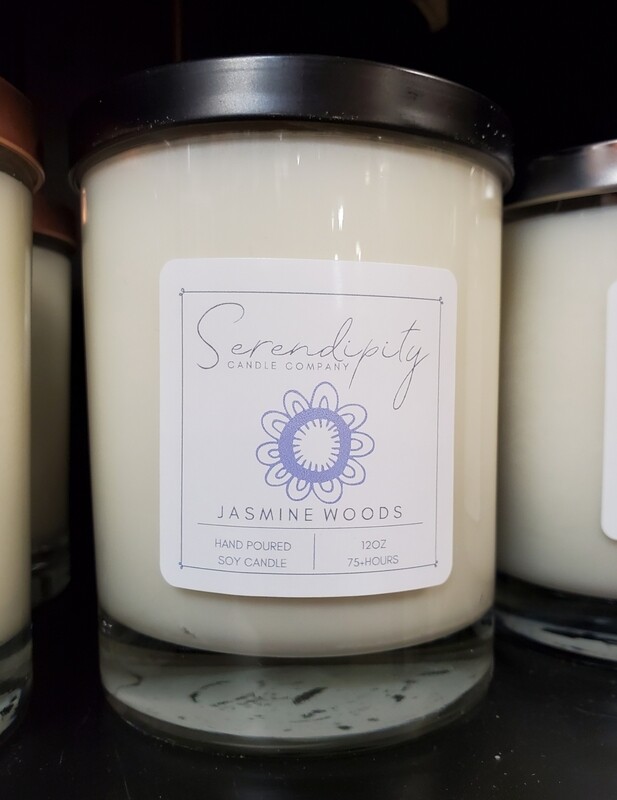 Serendipity
CANDLE COMPANY
JASMINE WOODS
HAND POURED
SOY CANDLE
12OZ
75+HOURS